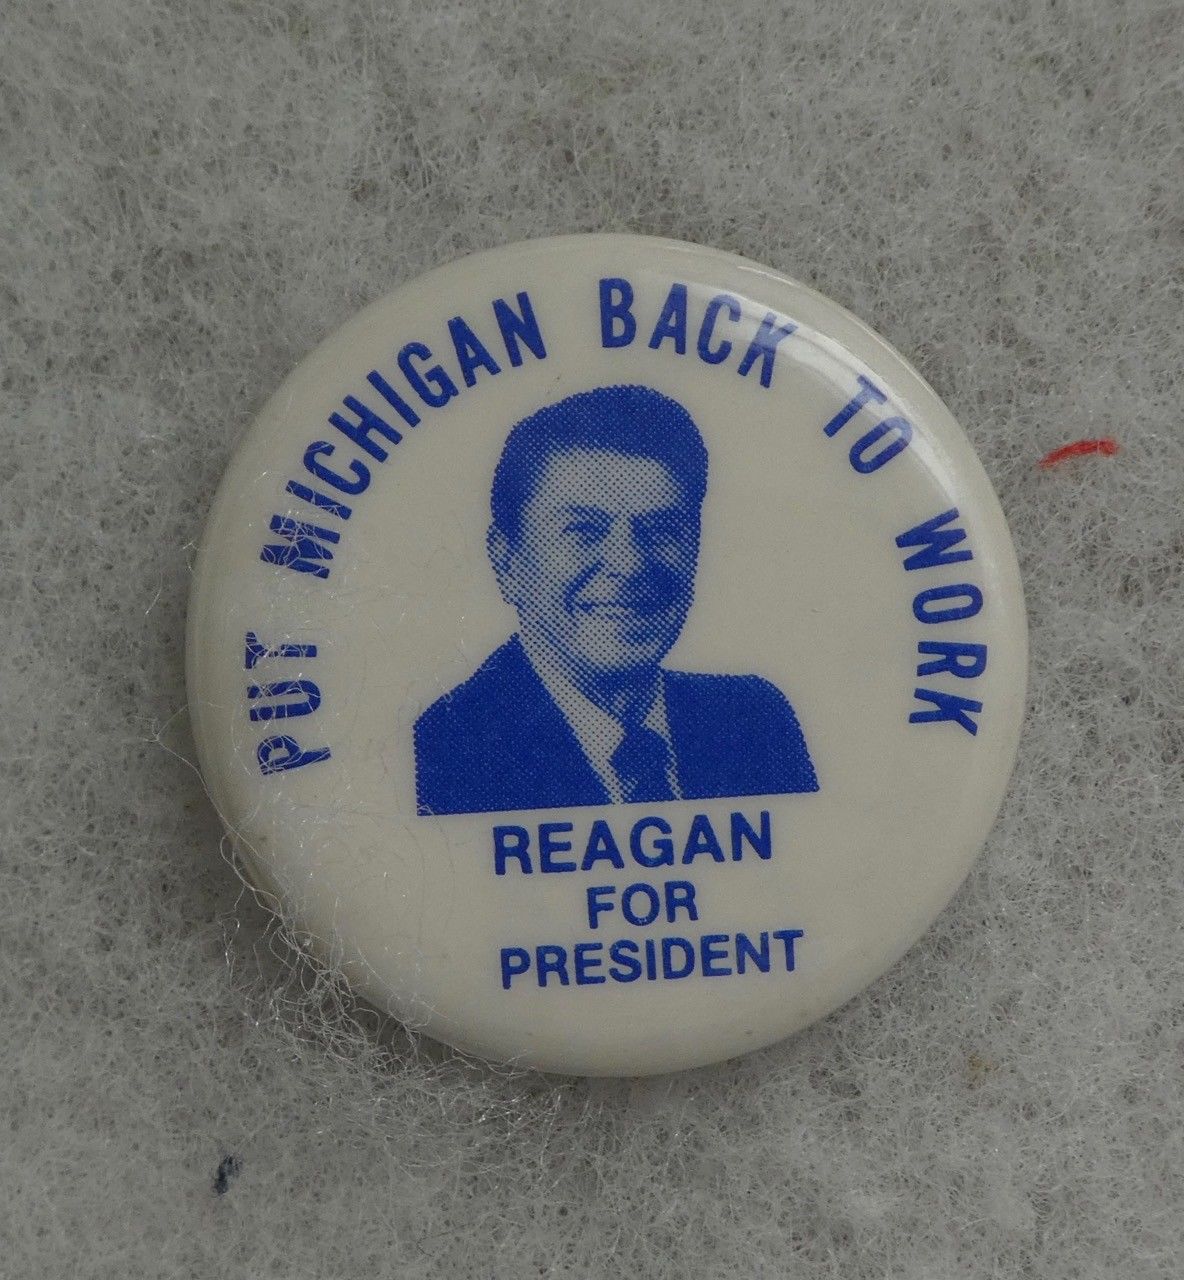 PUT MICHIGAN BACK TO WORK
REAGAN
FOR
PRESIDENT